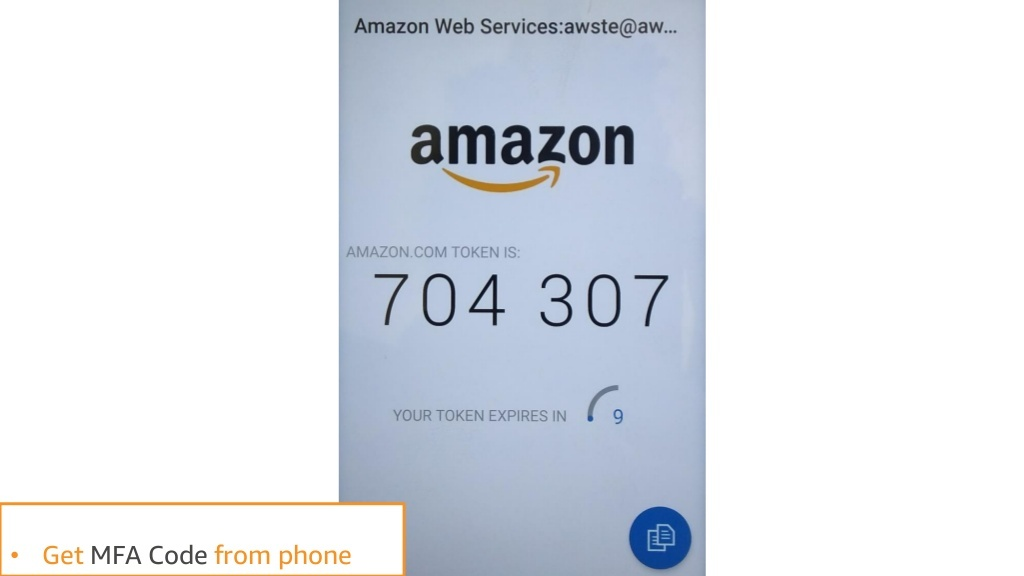 Amazon Web Services:awste@aw...
amazon
AMAZON.COM TOKEN IS:
704 307
YOUR TOKEN EXPIRES IN 9
• Get MFA Code from phone